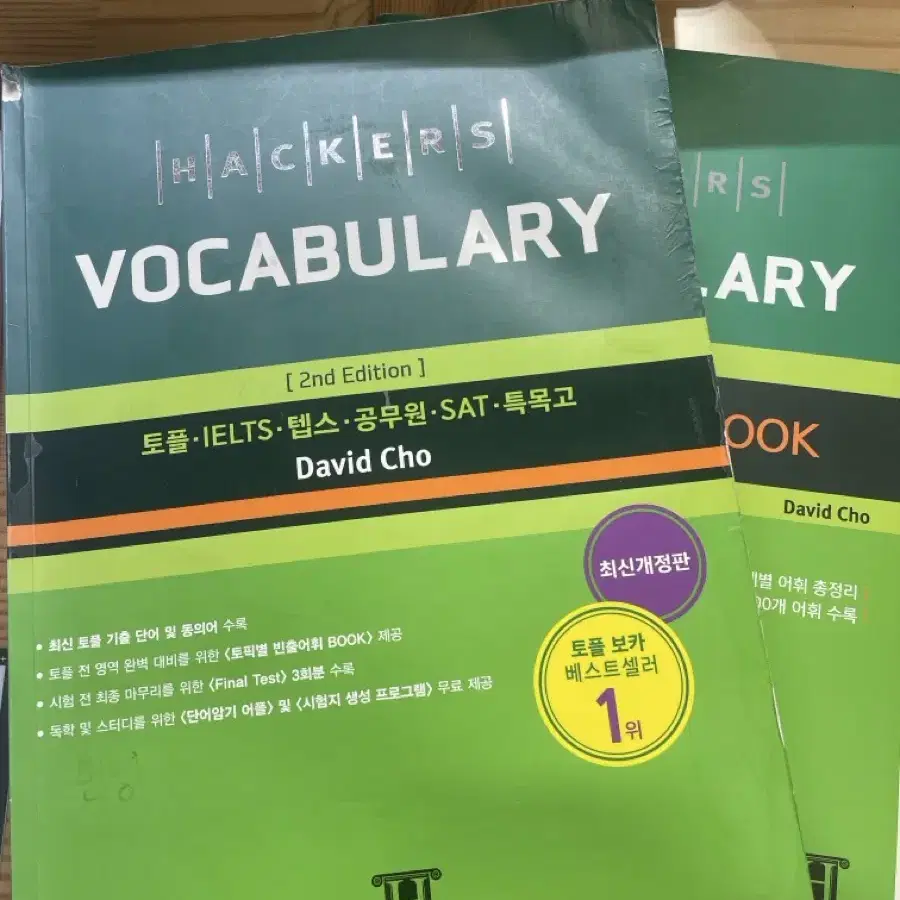 HACKERS
VOCABULARY
[ 2nd Edition ]
토플·IELTS·텝스·공무원·SAT·특목고
David Cho
최신개정판
토플 보카
베스트셀러
1위
• 최신 토플 기출 단어 및 동의어 수록
• 토플 전 영역 완벽 대비를 위한 <토픽별 빈출어휘 BOOK> 제공
• 시험 전 최종 마무리를 위한 <Final Test> 3회분 수록
• 독학 및 스터디를 위한 <단어암기 어플> 및 <시험지 생성 프로그램> 무료 제공
RS
LARY
OOK
David Cho
별 어휘 총정리
00개 어휘 수록